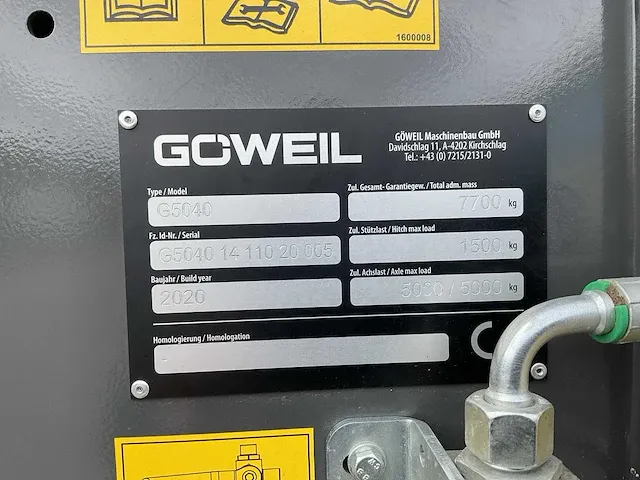 1600008
GÖWEIL
GÖWEIL Maschinenbau GmbH
Davidschlag 11, A-4202 Kirchschlag
Tel.: +43 (0) 7215/2131-0
Type / Model
G5040
Fz. Id-Nr. / Serial
G5040 14 110 20 005
Baujahr / Build year
2020
Zul. Gesamt- Garantiegew. / Total adm. mass
7700 kg
Zul. Stützlast / Hitch max load
1500 kg
Zul. Achslast / Axle max load
5000 / 5000 kg
Homologierung / Homologation